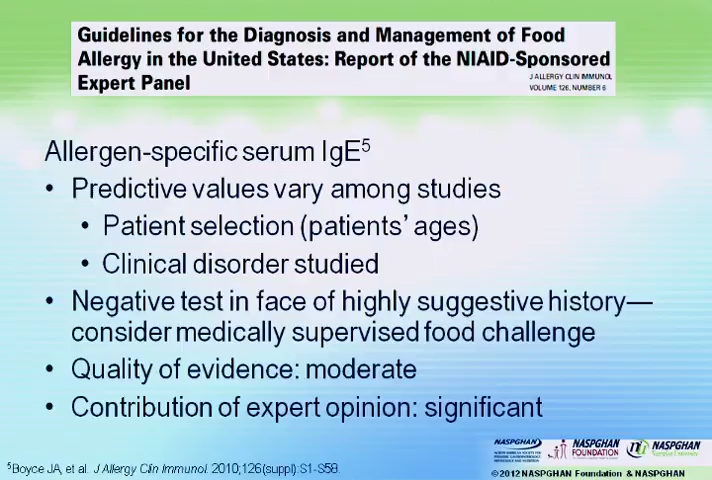 Guidelines for the Diagnosis and Management of Food
Allergy in the United States: Report of the NIAID-Sponsored
Expert Panel
J ALLERGY CLIN IMMUNOL
VOLUME 126, NUMBER 6
Allergen-specific serum IgE⁵
• Predictive values vary among studies
• Patient selection (patients' ages)
• Clinical disorder studied
• Negative test in face of highly suggestive history—
consider medically supervised food challenge
• Quality of evidence: moderate
• Contribution of expert opinion: significant
NASPGHAN
NASPGHAN
FOUNDATION
NASPGHAN
⁵Boyce JA, et al. J Allergy Clin Immunol. 2010;126(suppl):S1-S58.
©2012 NASPGHAN Foundation & NASPGHAN